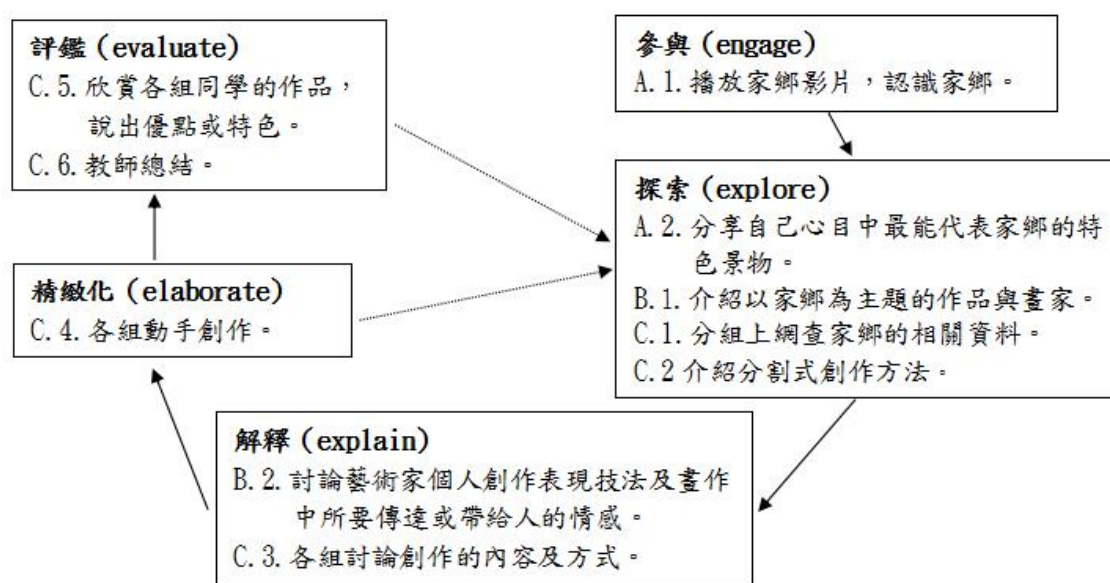 評鑑（evaluate）
C.5.欣賞各組同學的作品，
說出優點或特色。
C.6.教師總結。
參與（engage）
A.1.播放家鄉影片，認識家鄉。
探索（explore）
A.2.分享自己心目中最能代表家鄉的特
色景物。
B.1.介紹以家鄉為主題的作品與畫家。
C.1.分組上網查家鄉的相關資料。
C.2 介紹分割式創作方法。
精緻化（elaborate）
C.4.各組動手創作。
解釋（explain）
B.2.討論藝術家個人創作表現技法及畫作
中所要傳達或帶給人的情感。
C.3.各組討論創作的內容及方式。